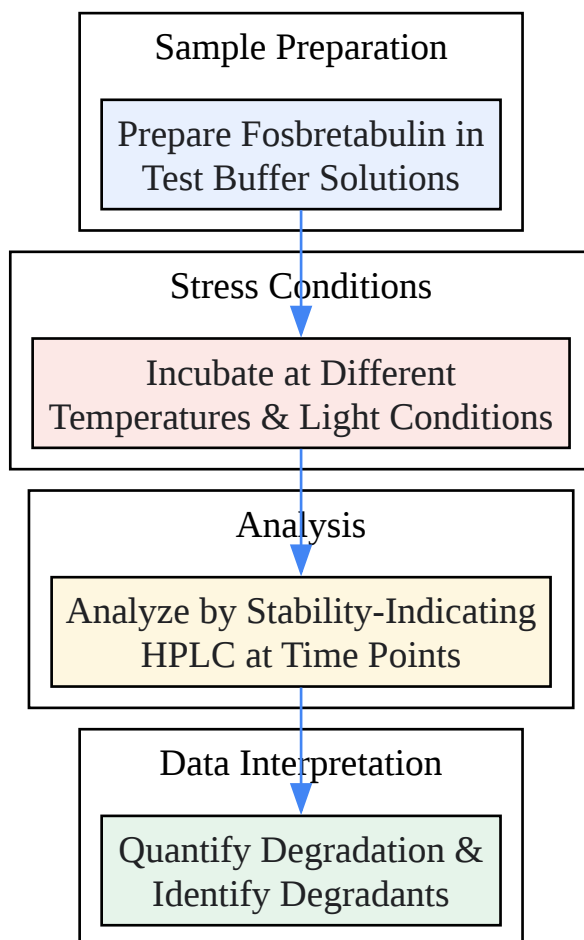 Sample Preparation
Prepare Fosbretabulin in
Test Buffer Solutions
Stress Conditions
Incubate at Different
Temperatures & Light Conditions
Analysis
Analyze by Stability-Indicating
HPLC at Time Points
Data Interpretation
Quantify Degradation &
Identify Degradants